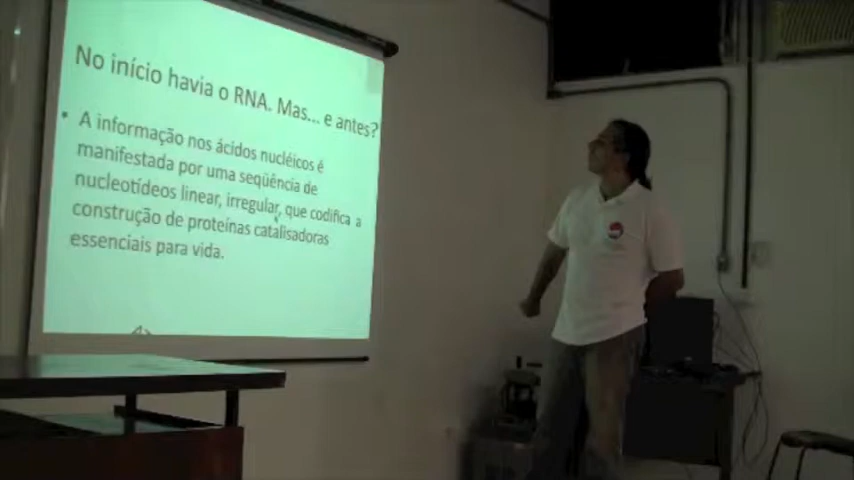 No início havia o RNA. Mas... e antes?
• A informação nos ácidos nucléicos é
manifestada por uma seqüência de
nucleotídeos linear, irregular, que codifica a
construção de proteínas catalisadoras
essenciais para vida.